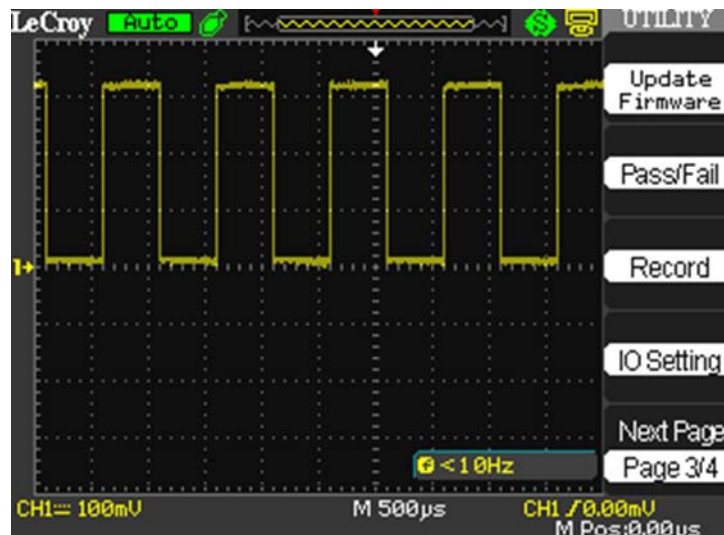 LeCroy Auto UTILITY
Update
Firmware
Pass/Fail
Record
IO Setting
Next Page
Page 3/4
1
f <10Hz
CH1 100mV M 500µs CH1 0.00mV
M Pos:0.00µs